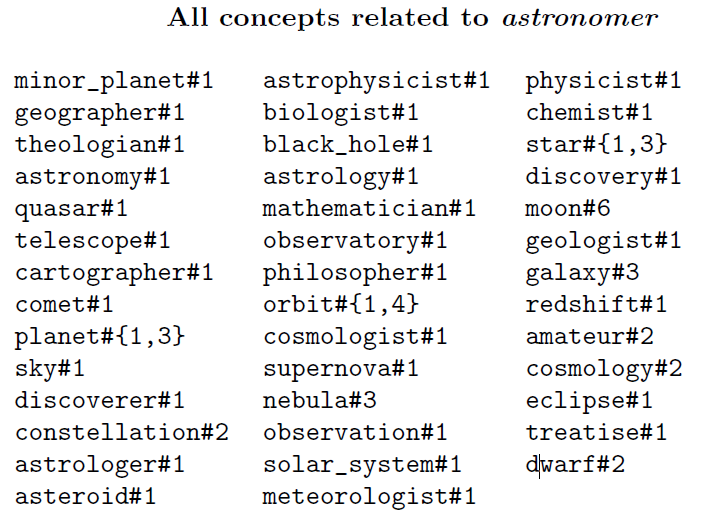 All concepts related to astronomer
minor_planet#1 astrophysicist#1 physicist#1
geographer#1 biologist#1 chemist#1
theologian#1 black_hole#1 star#{1,3}
astronomy#1 astrology#1 discovery#1
quasar#1 mathematician#1 moon#6
telescope#1 observatory#1 geologist#1
cartographer#1 philosopher#1 galaxy#3
comet#1 orbit#{1,4} redshift#1
planet#{1,3} cosmologist#1 amateur#2
sky#1 supernova#1 cosmology#2
discoverer#1 nebula#3 eclipse#1
constellation#2 observation#1 treatise#1
astrologer#1 solar_system#1 dwarf#2
asteroid#1 meteorologist#1